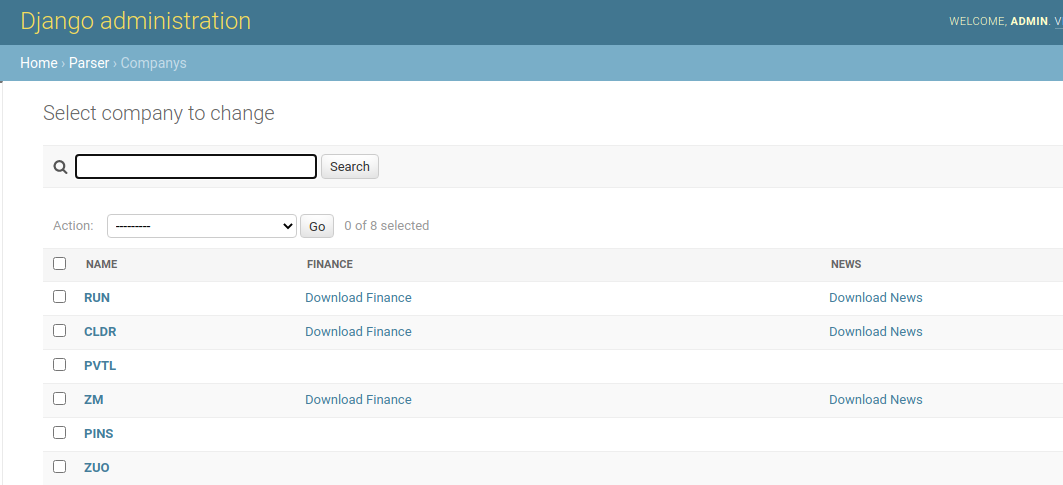 Django administration
WELCOME, ADMIN.
Home › Parser › Companys
Select company to change
Search
Action: --------- Go 0 of 8 selected
NAME FINANCE NEWS
RUN Download Finance Download News
CLDR Download Finance Download News
PVTL
ZM Download Finance Download News
PINS
ZUO